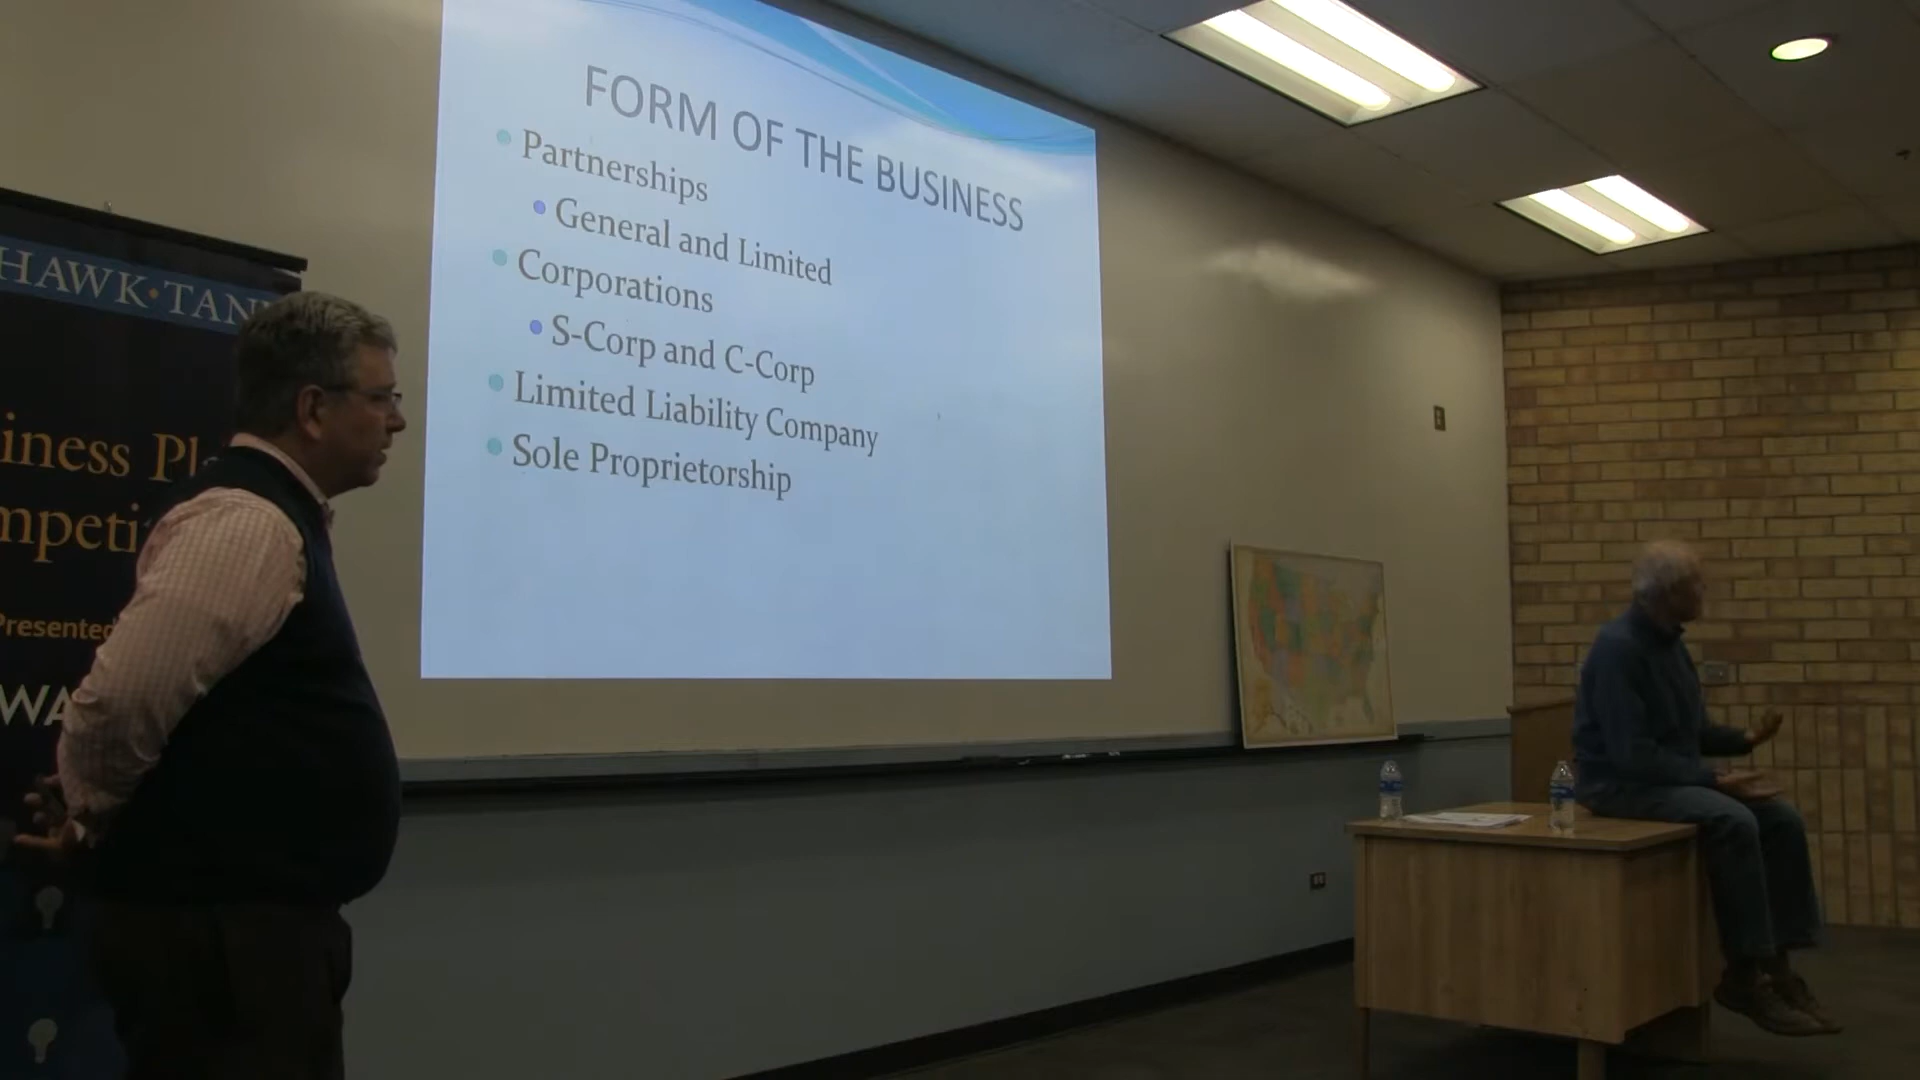 FORM OF THE BUSINESS
Partnerships
General and Limited
Corporations
S-Corp and C-Corp
Limited Liability Company
Sole Proprietorship
HAWK•TAN
iness Pl
mpeti
Presented
WA